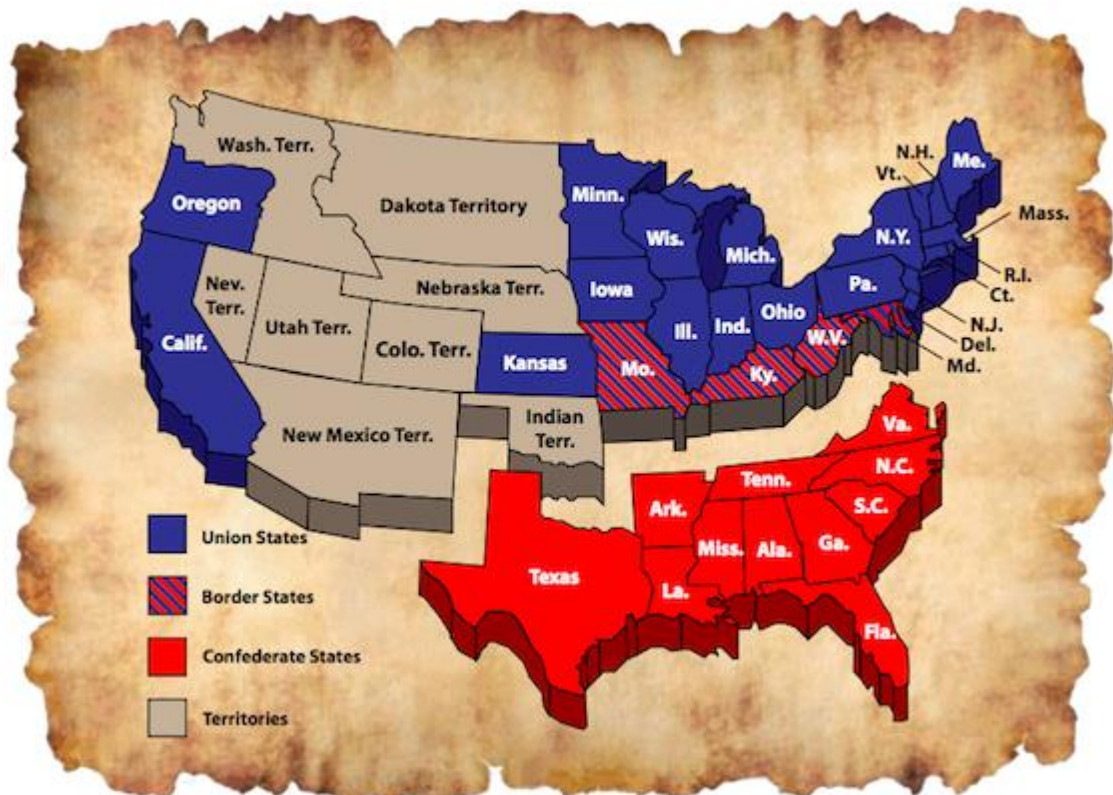 N.H.
Me.
Wash. Terr.
Vt.
Minn.
Oregon
Dakota Territory
Mass.
Wis.
N.Y.
Mich.
R.I.
Nev.
Terr.
Nebraska Terr.
Iowa
Pa.
Ct.
Ohio
Utah Terr.
Ill.
Ind.
N.J.
Calif.
Colo. Terr.
W.V.
Del.
Kansas
Mo.
Ky.
Md.
New Mexico Terr.
Indian
Terr.
Va.
N.C.
Tenn.
Ark.
S.C.
Union States
Miss.
Ala.
Ga.
Texas
La.
Border States
Fla.
Confederate States
Territories